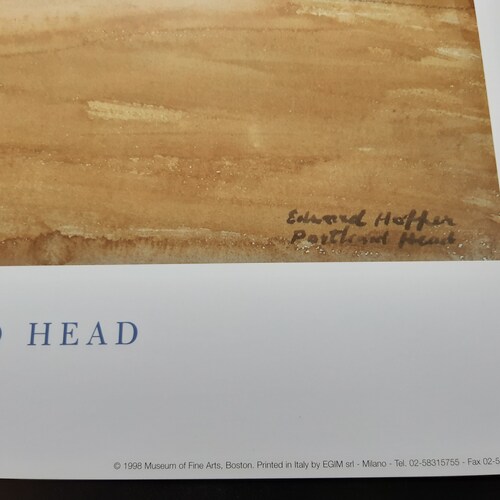 Edward Hopper
Portland Head
D HEAD
© 1998 Museum of Fine Arts, Boston. Printed in Italy by EGIM srl - Milano - Tel. 02-58315755 - Fax 02-5